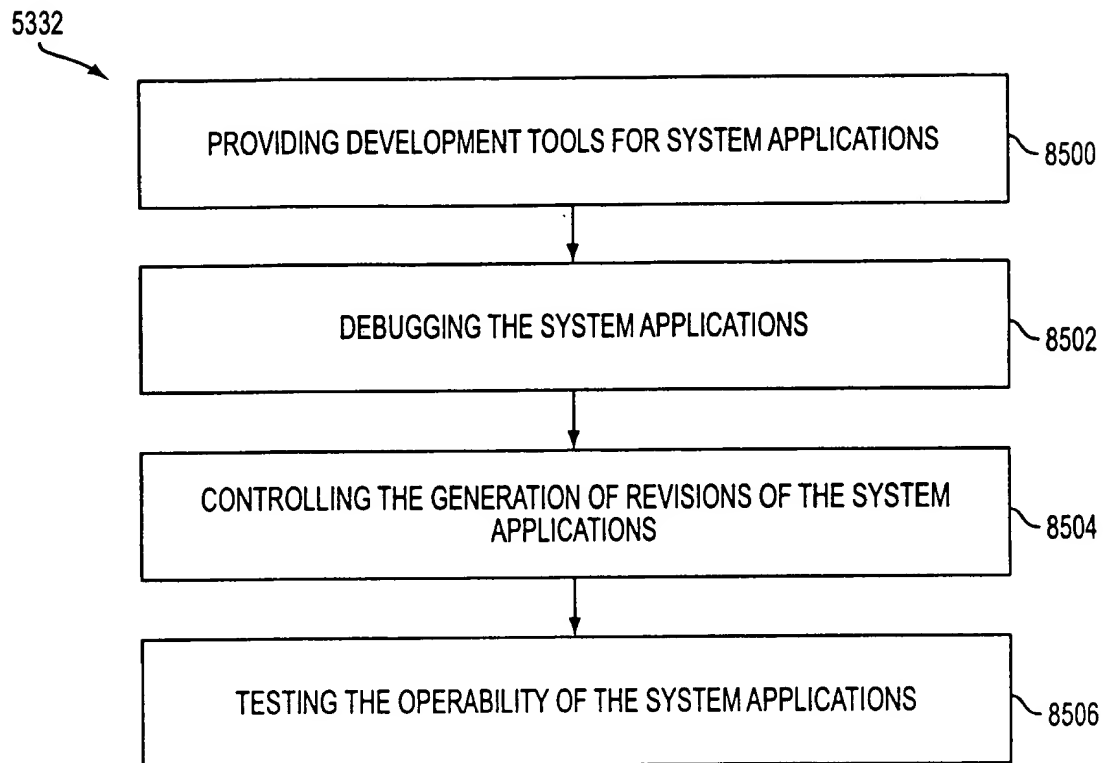 5332
PROVIDING DEVELOPMENT TOOLS FOR SYSTEM APPLICATIONS
8500
DEBUGGING THE SYSTEM APPLICATIONS
8502
CONTROLLING THE GENERATION OF REVISIONS OF THE SYSTEM
APPLICATIONS
8504
TESTING THE OPERABILITY OF THE SYSTEM APPLICATIONS
8506